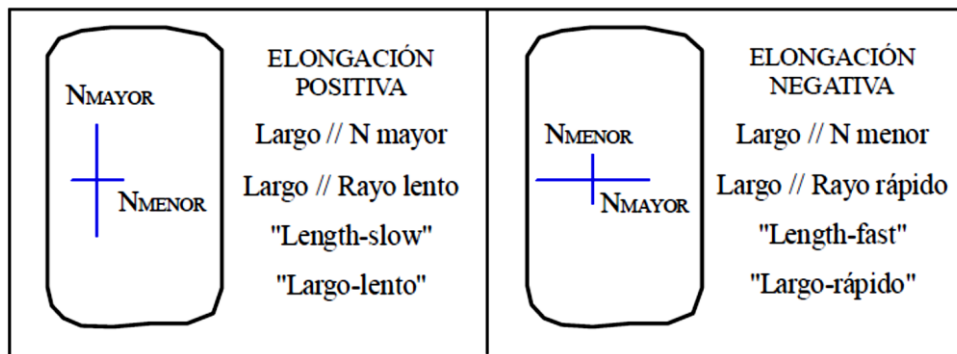 ELONGACIÓN
POSITIVA
NMAYOR
Largo // N mayor
Largo // Rayo lento
NMENOR
"Length-slow"
"Largo-lento"
ELONGACIÓN
NEGATIVA
NMENOR
Largo // N menor
Largo // Rayo rápido
NMAYOR
"Length-fast"
"Largo-rápido"